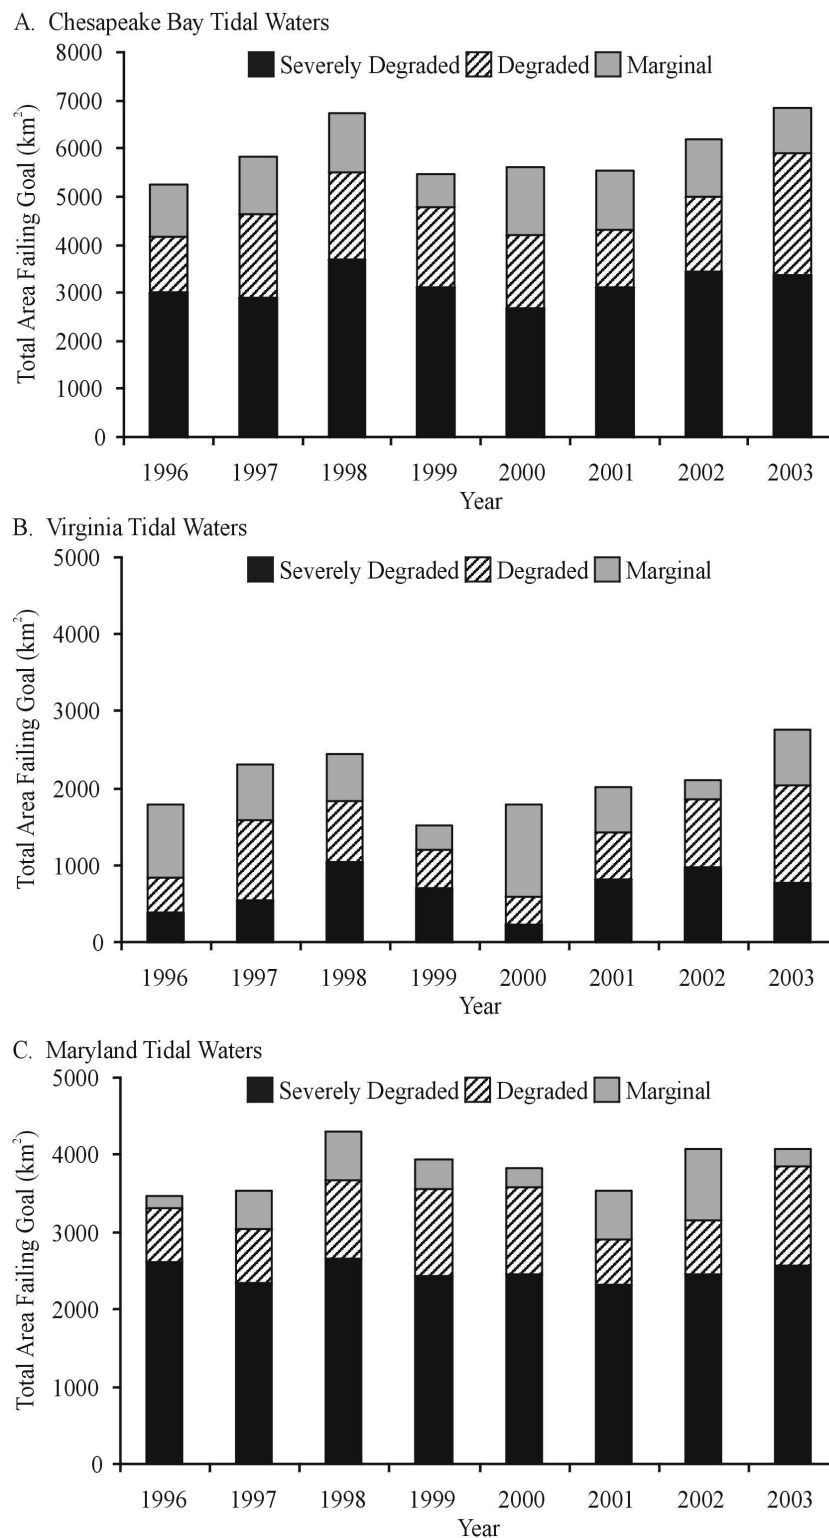 A. Chesapeake Bay Tidal Waters
8000
Severely Degraded Degraded Marginal
7000
6000
5000
4000
3000
2000
1000
0
Total Area Failing Goal (km²)
1996 1997 1998 1999 2000 2001 2002 2003
Year
B. Virginia Tidal Waters
5000
Severely Degraded Degraded Marginal
4000
3000
2000
1000
0
Total Area Failing Goal (km²)
1996 1997 1998 1999 2000 2001 2002 2003
Year
C. Maryland Tidal Waters
5000
Severely Degraded Degraded Marginal
4000
3000
2000
1000
0
Total Area Failing Goal (km²)
1996 1997 1998 1999 2000 2001 2002 2003
Year